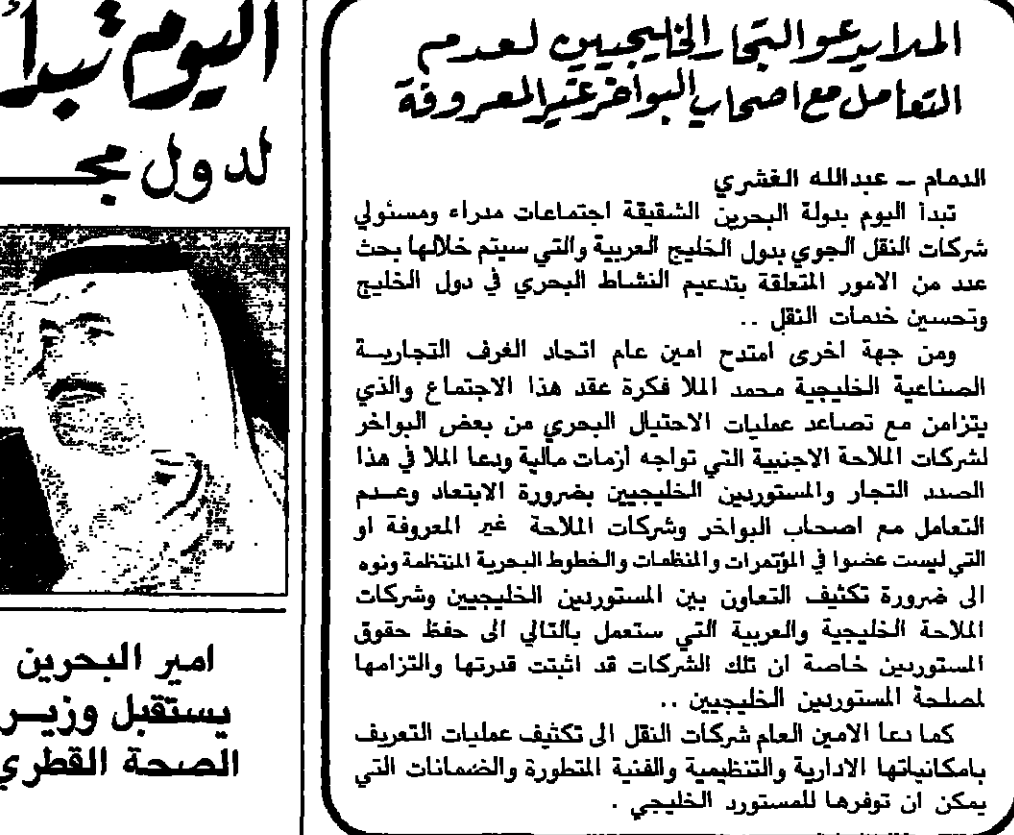 الملا يدعو التجار الخليجيين لعدم
التعامل مع اصحاب البواخر غير المعروفة
الدمام – عبدالله الغشري
تبدأ اليوم بدولة البحرين الشقيقة اجتماعات مدراء ومسئولي
شركات النقل الجوي بدول الخليج العربية والتي سيتم خلالها بحث
عدد من الامور المتعلقة بتدعيم النشاط البحري في دول الخليج
وتحسين خدمات النقل ..
ومن جهة اخرى امتدح امين عام اتحاد الغرف التجارية
الصناعية الخليجية محمد الملا فكرة عقد هذا الاجتماع والذي
يتزامن مع تصاعد عمليات الاحتيال البحري من بعض البواخر
لشركات الملاحة الاجنبية التي تواجه ازمات مالية ودعا الملا في هذا
الصدد التجار والمستوردين الخليجيين بضرورة الابتعاد وعدم
التعامل مع اصحاب البواخر وشركات الملاحة غير المعروفة او
التي ليست عضوا في المؤتمرات والمنظمات والخطوط البحرية المنتظمة ونوه
الى ضرورة تكثيف التعاون بين المستوردين الخليجيين وشركات
الملاحة الخليجية والعربية التي ستعمل بالتالي الى حفظ حقوق
المستوردين خاصة ان تلك الشركات قد اثبتت قدرتها والتزامها
لمصلحة المستوردين الخليجيين ..
كما دعا الامين العام شركات النقل الى تكثيف عمليات التعريف
بامكانياتها الادارية والتنظيمية والفنية المتطورة والضمانات التي
يمكن ان توفرها للمستورد الخليجي .
اليوم تبدأ
لدول مجـ
امير البحرين
يستقبل وزيــر
الصحة القطري